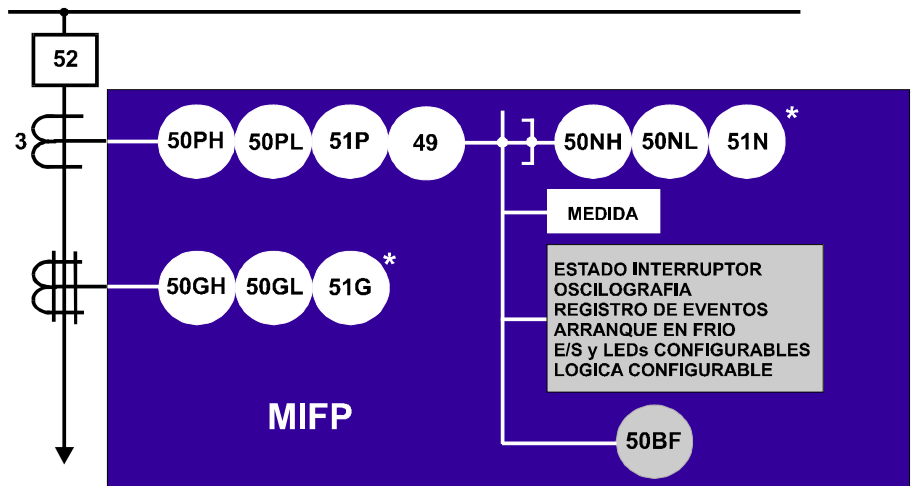 52
3
50PH 50PL 51P 49 50NH 50NL 51N *
MEDIDA
50GH 50GL 51G *
ESTADO INTERRUPTOR
OSCILOGRAFIA
REGISTRO DE EVENTOS
ARRANQUE EN FRIO
E/S y LEDs CONFIGURABLES
LOGICA CONFIGURABLE
MIFP
50BF